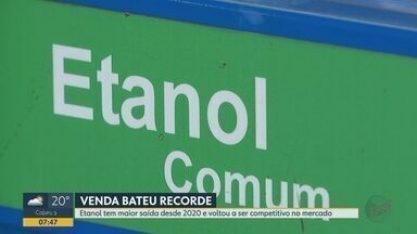 Etanol
Comum
20°
VENDA BATEU RECORDE
07:47
Etanol tem maior saída desde 2020 e voltou a ser competitivo no mercado